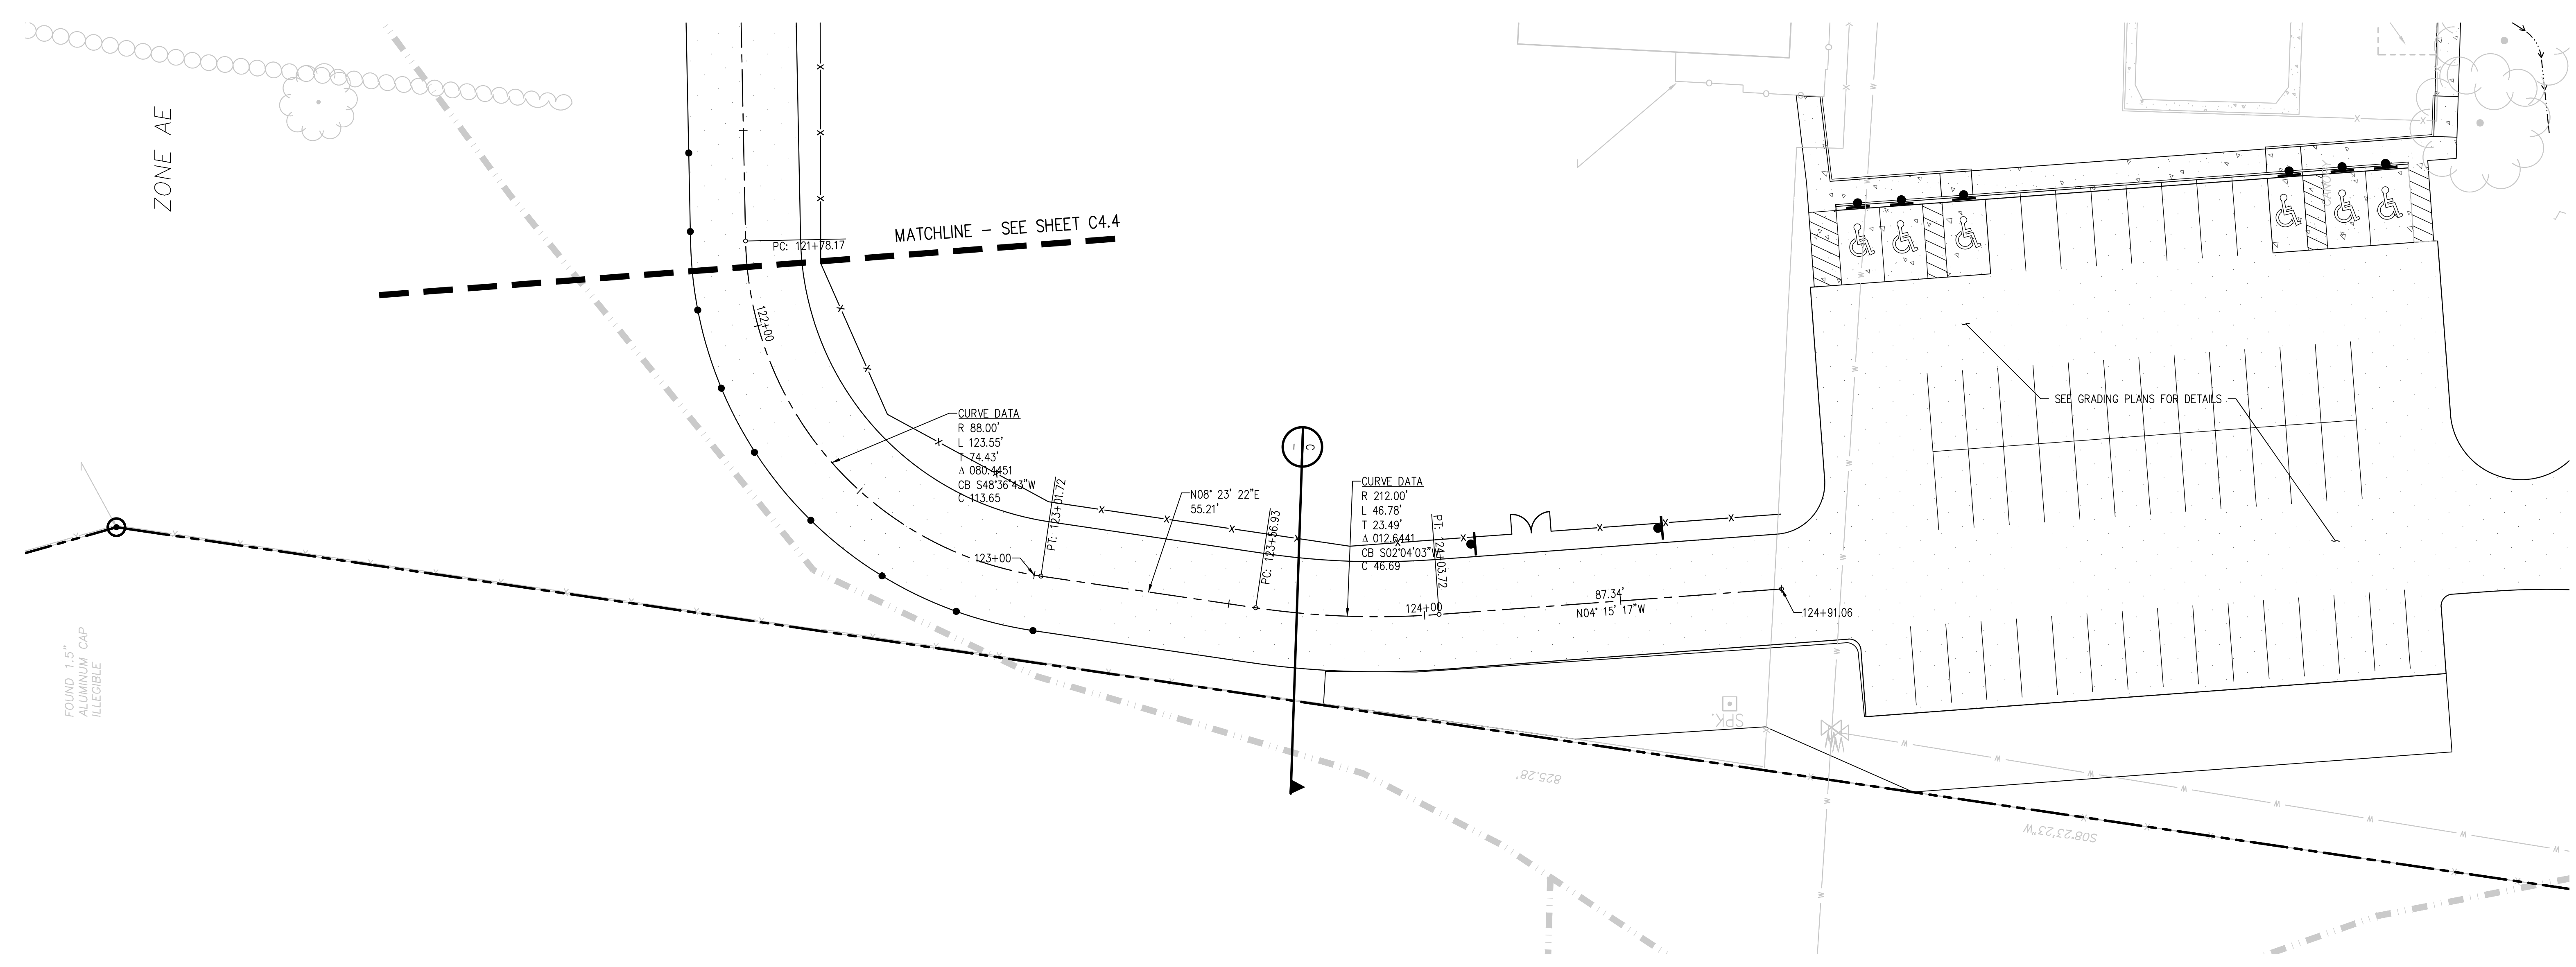 ZONE AE
MATCHLINE - SEE SHEET C4.4
PC: 121+78.17
122+00
CURVE DATA
R 88.00'
L 123.55'
T 74.43'
Δ 080.4451
CB S48°36'43"W
C 113.65
123+00
PT: 123+01.72
N08° 23' 22"E
55.21'
PC: 123+56.93
C
-
CURVE DATA
R 212.00'
L 46.78'
T 23.49'
Δ 012.6441
CB S02°04'03"W
C 46.69
PT: 124+03.72
124+00
87.34'
N04° 15' 17"W
124+91.06
SEE GRADING PLANS FOR DETAILS
CANOPY
FOUND 1.5"
ALUMINUM CAP
ILLEGIBLE
SPK.
825.28'
S08°23'23"W